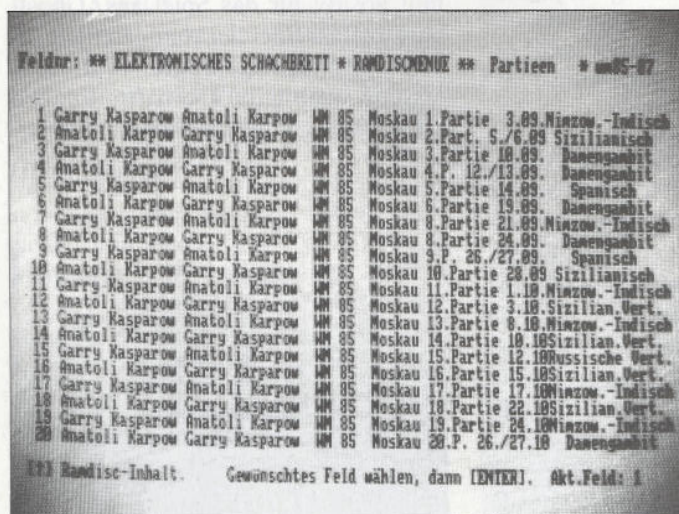 Feldnr: ** ELEKTRONISCHES SCHACHBRETT * RAMDISCMENUE ** Partieen * wm85-87
1 Garry Kasparow Anatoli Karpow WM 85 Moskau 1.Partie 3.09.Nimzow.-Indisch
2 Anatoli Karpow Garry Kasparow WM 85 Moskau 2.Part. 5./6.09 Sizilianisch
3 Garry Kasparow Anatoli Karpow WM 85 Moskau 3.Partie 10.09. Damengambit
4 Anatoli Karpow Garry Kasparow WM 85 Moskau 4.P. 12./13.09. Damengambit
5 Garry Kasparow Anatoli Karpow WM 85 Moskau 5.Partie 14.09. Spanisch
6 Anatoli Karpow Garry Kasparow WM 85 Moskau 6.Partie 19.09. Damengambit
7 Garry Kasparow Anatoli Karpow WM 85 Moskau 8.Partie 21.09.Nimzow.-Indisch
8 Anatoli Karpow Garry Kasparow WM 85 Moskau 8.Partie 24.09. Damengambit
9 Garry Kasparow Anatoli Karpow WM 85 Moskau 9.P. 26./27.09. Spanisch
10 Anatoli Karpow Garry Kasparow WM 85 Moskau 10.Partie 28.09 Sizilianisch
11 Garry Kasparow Anatoli Karpow WM 85 Moskau 11.Partie 1.10.Nimzow.-Indisch
12 Anatoli Karpow Garry Kasparow WM 85 Moskau 12.Partie 3.10.Sizilian.Vert.
13 Garry Kasparow Anatoli Karpow WM 85 Moskau 13.Partie 8.10.Nimzow.-Indisch
14 Anatoli Karpow Garry Kasparow WM 85 Moskau 14.Partie 10.10Sizilian.Vert.
15 Garry Kasparow Anatoli Karpow WM 85 Moskau 15.Partie 12.10Russische Vert.
16 Anatoli Karpow Garry Kasparow WM 85 Moskau 16.Partie 15.10Sizilian.Vert.
17 Garry Kasparow Anatoli Karpow WM 85 Moskau 17.Partie 17.10Nimzow.-Indisch
18 Anatoli Karpow Garry Kasparow WM 85 Moskau 18.Partie 22.10Sizilian.Vert.
19 Garry Kasparow Anatoli Karpow WM 85 Moskau 19.Partie 24.10Nimzow.-Indisch
20 Anatoli Karpow Garry Kasparow WM 85 Moskau 20.P. 26./27.10 Damengambit
[?] Ramdisc-Inhalt. Gewünschtes Feld wählen, dann [ENTER]. Akt.Feld: 1